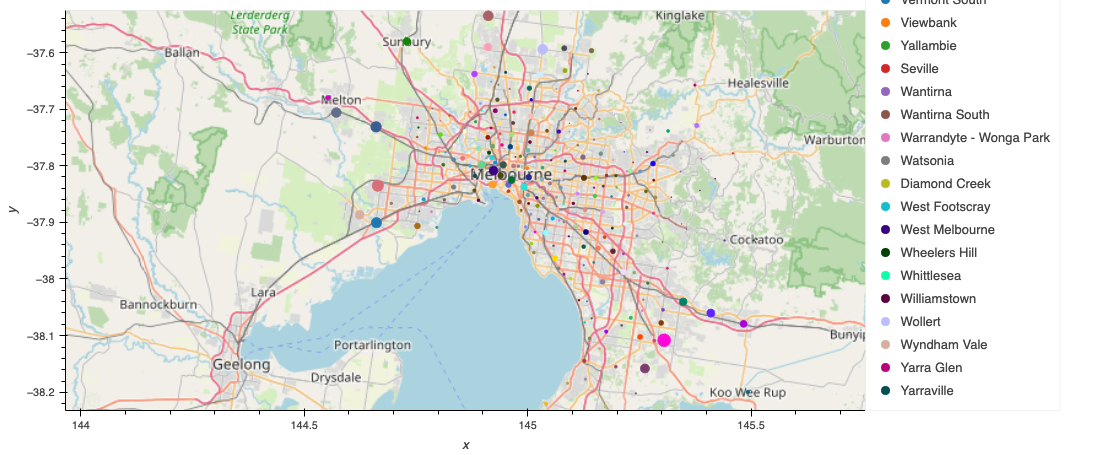 Lerderderg
State Park
Kinglake
Sunbury
Ballan
Healesville
Melton
Warburton
Melbourne
Cockatoo
Lara
Bannockburn
Portarlington
Bunyip
Geelong
Drysdale
Koo Wee Rup
−37.6
−37.7
−37.8
−37.9
−38
−38.1
−38.2
y
144
144.5
145
145.5
x
Vermont South
Viewbank
Yallambie
Seville
Wantirna
Wantirna South
Warrandyte - Wonga Park
Watsonia
Diamond Creek
West Footscray
West Melbourne
Wheelers Hill
Whittlesea
Williamstown
Wollert
Wyndham Vale
Yarra Glen
Yarraville